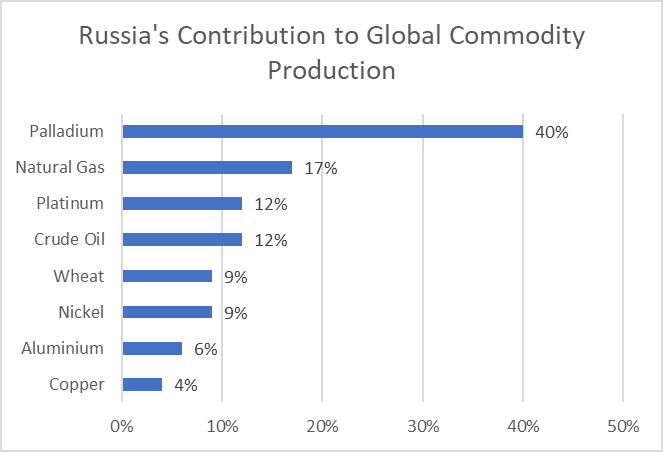 Russia's Contribution to Global Commodity
Production
Palladium 40%
Natural Gas 17%
Platinum 12%
Crude Oil 12%
Wheat 9%
Nickel 9%
Aluminium 6%
Copper 4%
0% 10% 20% 30% 40% 50%